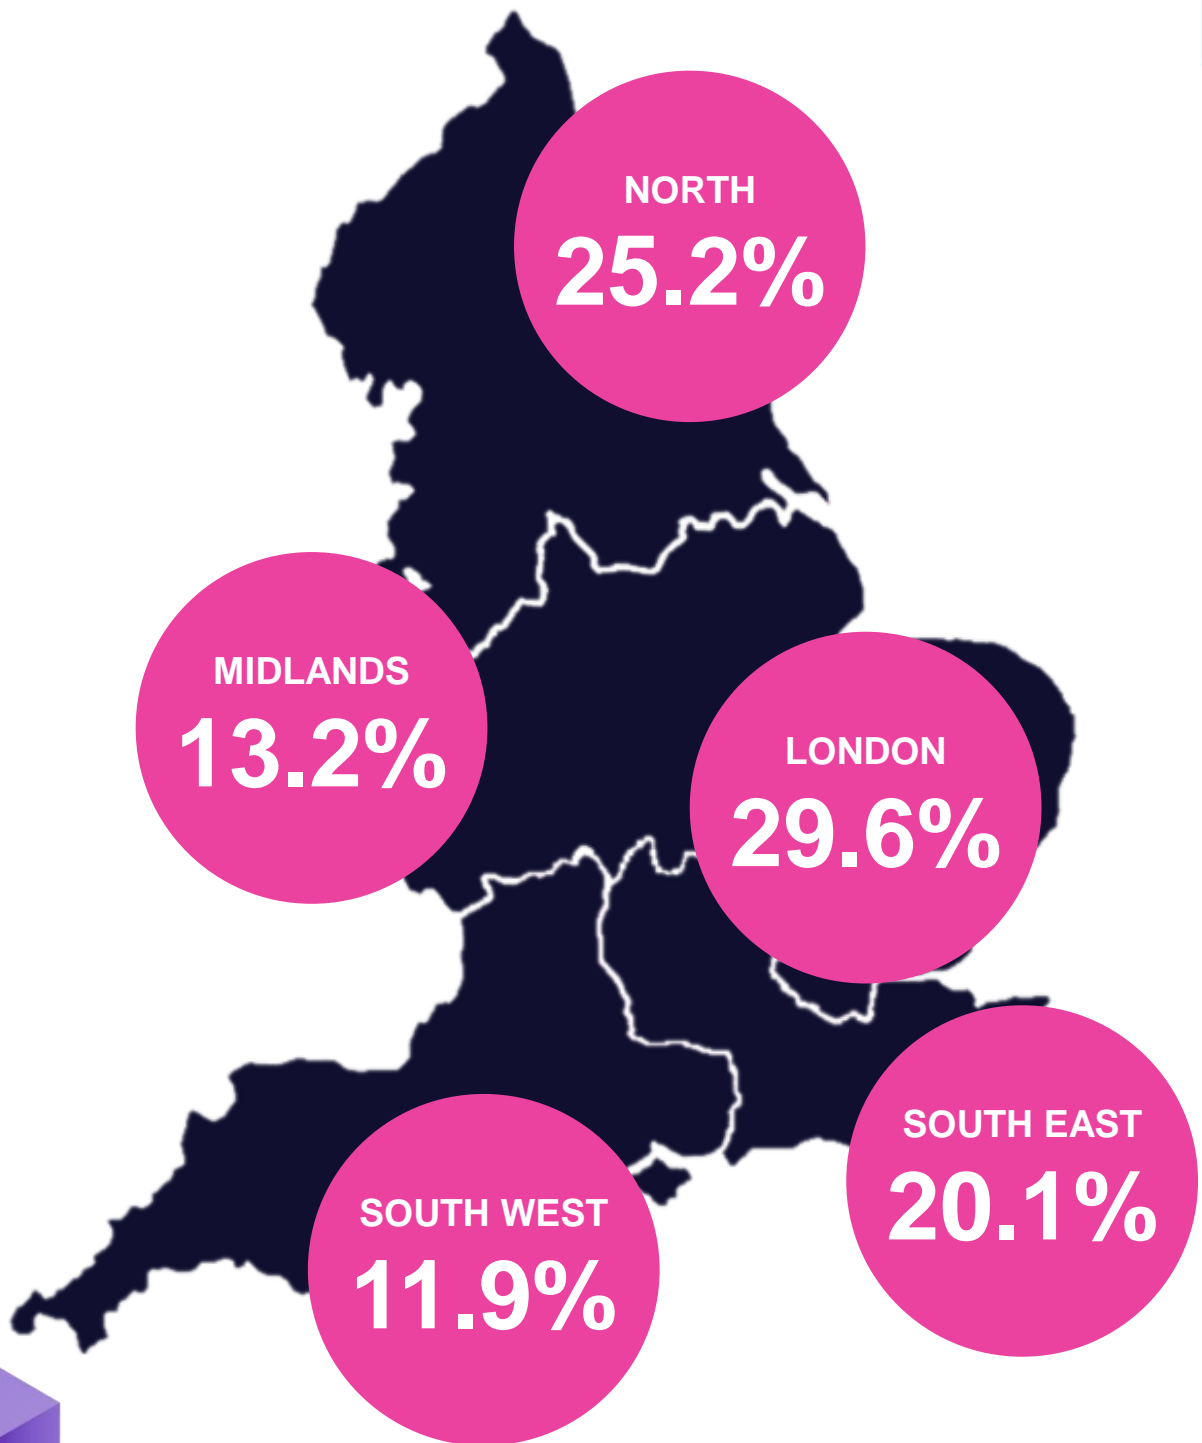 NORTH
25.2%
MIDLANDS
13.2%
LONDON
29.6%
SOUTH EAST
20.1%
SOUTH WEST
11.9%